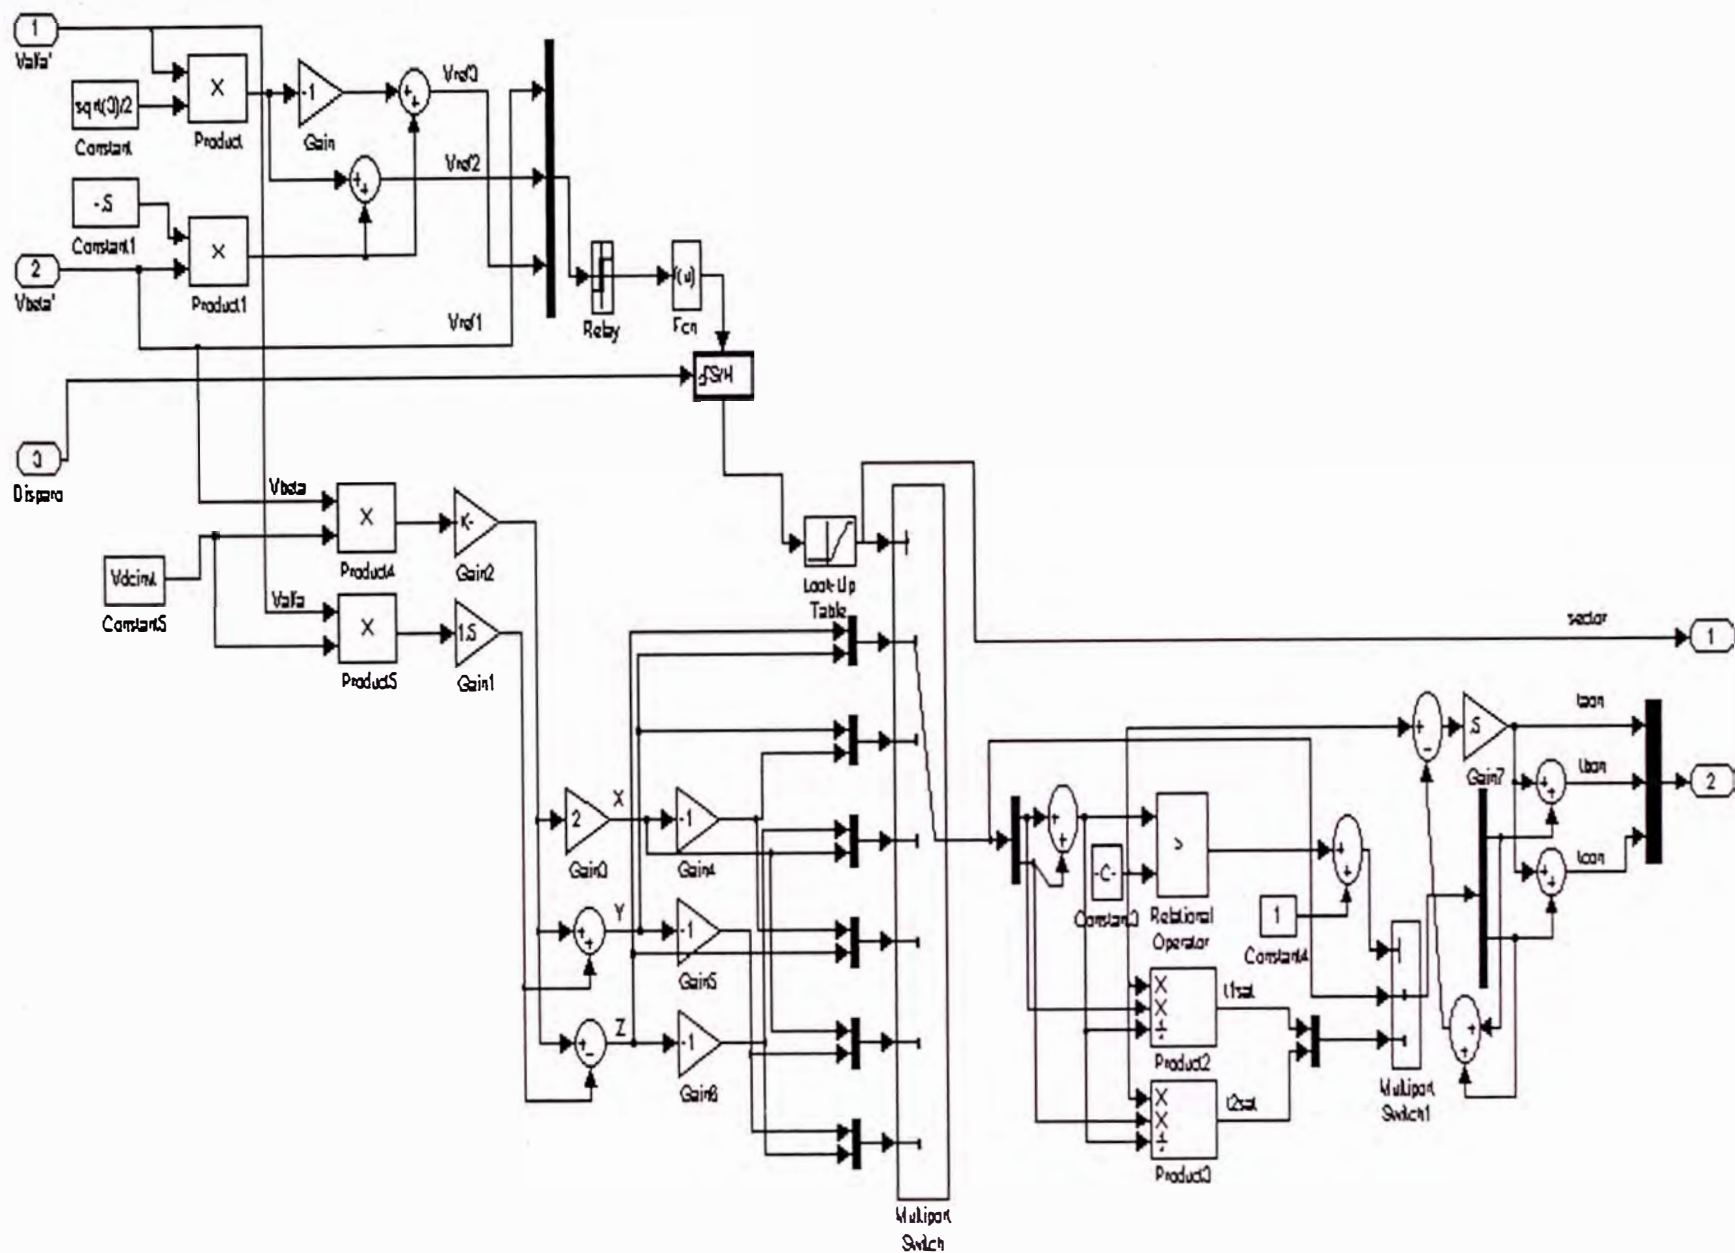 1
Valfa'
sqrt(3)/2
Constant
X
Product
-1
Gain
Vref3
Vref2
-.5
Constant1
X
Product1
2
Vbeta'
Vref1
Relay
f(u)
Fcn
S/H
3
Disparo
Vbeta
X
Product4
-K-
Gain2
Vdcinv
Constant5
Valfa
X
Product5
1.5
Gain1
Look-Up
Table
sector
1
2
Gain3
X
-1
Gain4
Y
-1
Gain5
Z
-1
Gain6
Multiport
Switch
-C-
Constant3
>
Relational
Operator
1
Constant4
X
X
÷
t1sat
Product2
X
X
÷
t2sat
Product3
Multiport
Switch1
.5
Gain7
taon
tbon
tcon
2